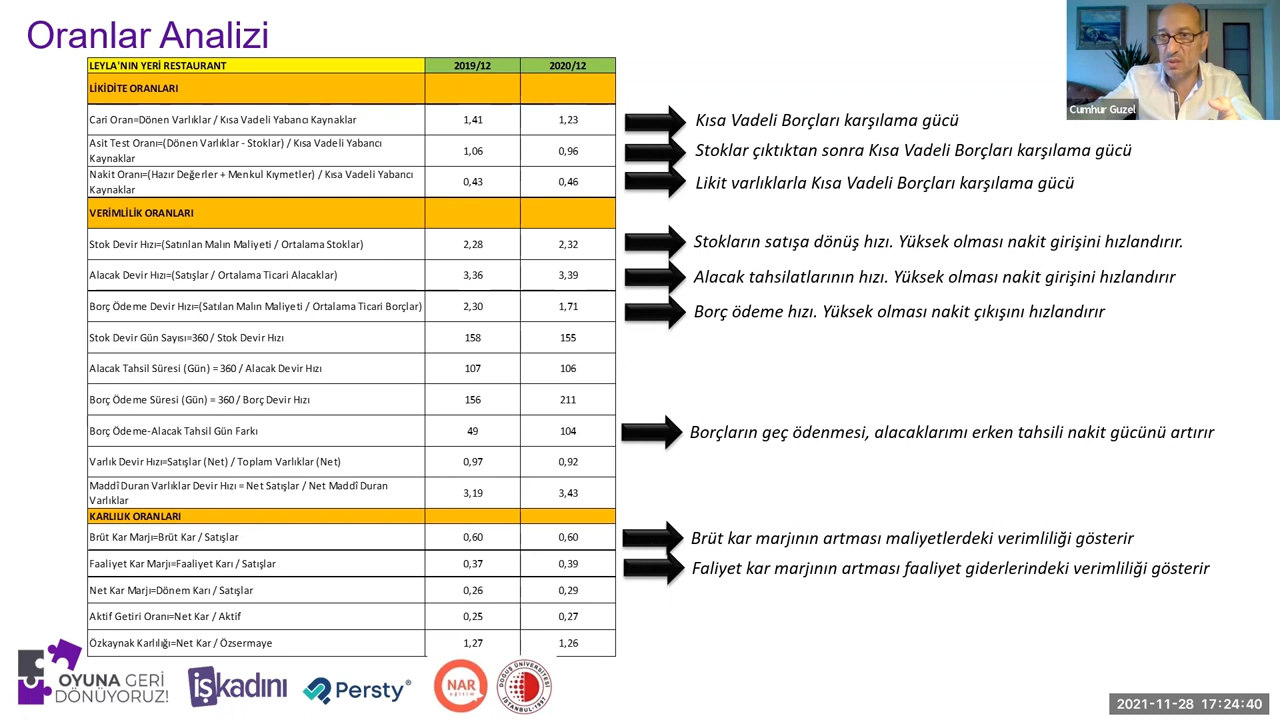 Oranlar Analizi
Cumhur Guzel
LEYLA'NIN YERİ RESTAURANT 2019/12 2020/12
LİKİDİTE ORANLARI
Cari Oran=Dönen Varlıklar / Kısa Vadeli Yabancı Kaynaklar 1,41 1,23
Kısa Vadeli Borçları karşılama gücü
Asit Test Oranı=(Dönen Varlıklar - Stoklar) / Kısa Vadeli Yabancı
Kaynaklar 1,06 0,96
Stoklar çıktıktan sonra Kısa Vadeli Borçları karşılama gücü
Nakit Oranı=(Hazır Değerler + Menkul Kıymetler) / Kısa Vadeli Yabancı
Kaynaklar 0,43 0,46
Likit varlıklarla Kısa Vadeli Borçları karşılama gücü
VERİMLİLİK ORANLARI
Stok Devir Hızı=(Satınlan Malın Maliyeti / Ortalama Stoklar) 2,28 2,32
Stokların satışa dönüş hızı. Yüksek olması nakit girişini hızlandırır.
Alacak Devir Hızı=(Satışlar / Ortalama Ticari Alacaklar) 3,36 3,39
Alacak tahsilatlarının hızı. Yüksek olması nakit girişini hızlandırır
Borç Ödeme Devir Hızı=(Satılan Malın Maliyeti / Ortalama Ticari Borçlar) 2,30 1,71
Borç ödeme hızı. Yüksek olması nakit çıkışını hızlandırır
Stok Devir Gün Sayısı=360 / Stok Devir Hızı 158 155
Alacak Tahsil Süresi (Gün) = 360 / Alacak Devir Hızı 107 106
Borç Ödeme Süresi (Gün) = 360 / Borç Devir Hızı 156 211
Borç Ödeme-Alacak Tahsil Gün Farkı 49 104
Borçların geç ödenmesi, alacaklarımı erken tahsili nakit gücünü artırır
Varlık Devir Hızı=Satışlar (Net) / Toplam Varlıklar (Net) 0,97 0,92
Maddî Duran Varlıklar Devir Hızı = Net Satışlar / Net Maddî Duran
Varlıklar 3,19 3,43
KARLILIK ORANLARI
Brüt Kar Marjı=Brüt Kar / Satışlar 0,60 0,60
Brüt kar marjının artması maliyetlerdeki verimliliği gösterir
Faaliyet Kar Marjı=Faaliyet Karı / Satışlar 0,37 0,39
Faliyet kar marjının artması faaliyet giderlerindeki verimliliği gösterir
Net Kar Marjı=Dönem Karı / Satışlar 0,26 0,29
Aktif Getiri Oranı=Net Kar / Aktif 0,25 0,27
Özkaynak Karlılığı=Net Kar / Özsermaye 1,27 1,26
OYUNA GERİ
DÖNÜYORUZ!
işkadını
Persty
NAR
eğitim
DOĞUŞ ÜNİVERSİTESİ
İSTANBUL-1997
2021-11-28 17:24:40